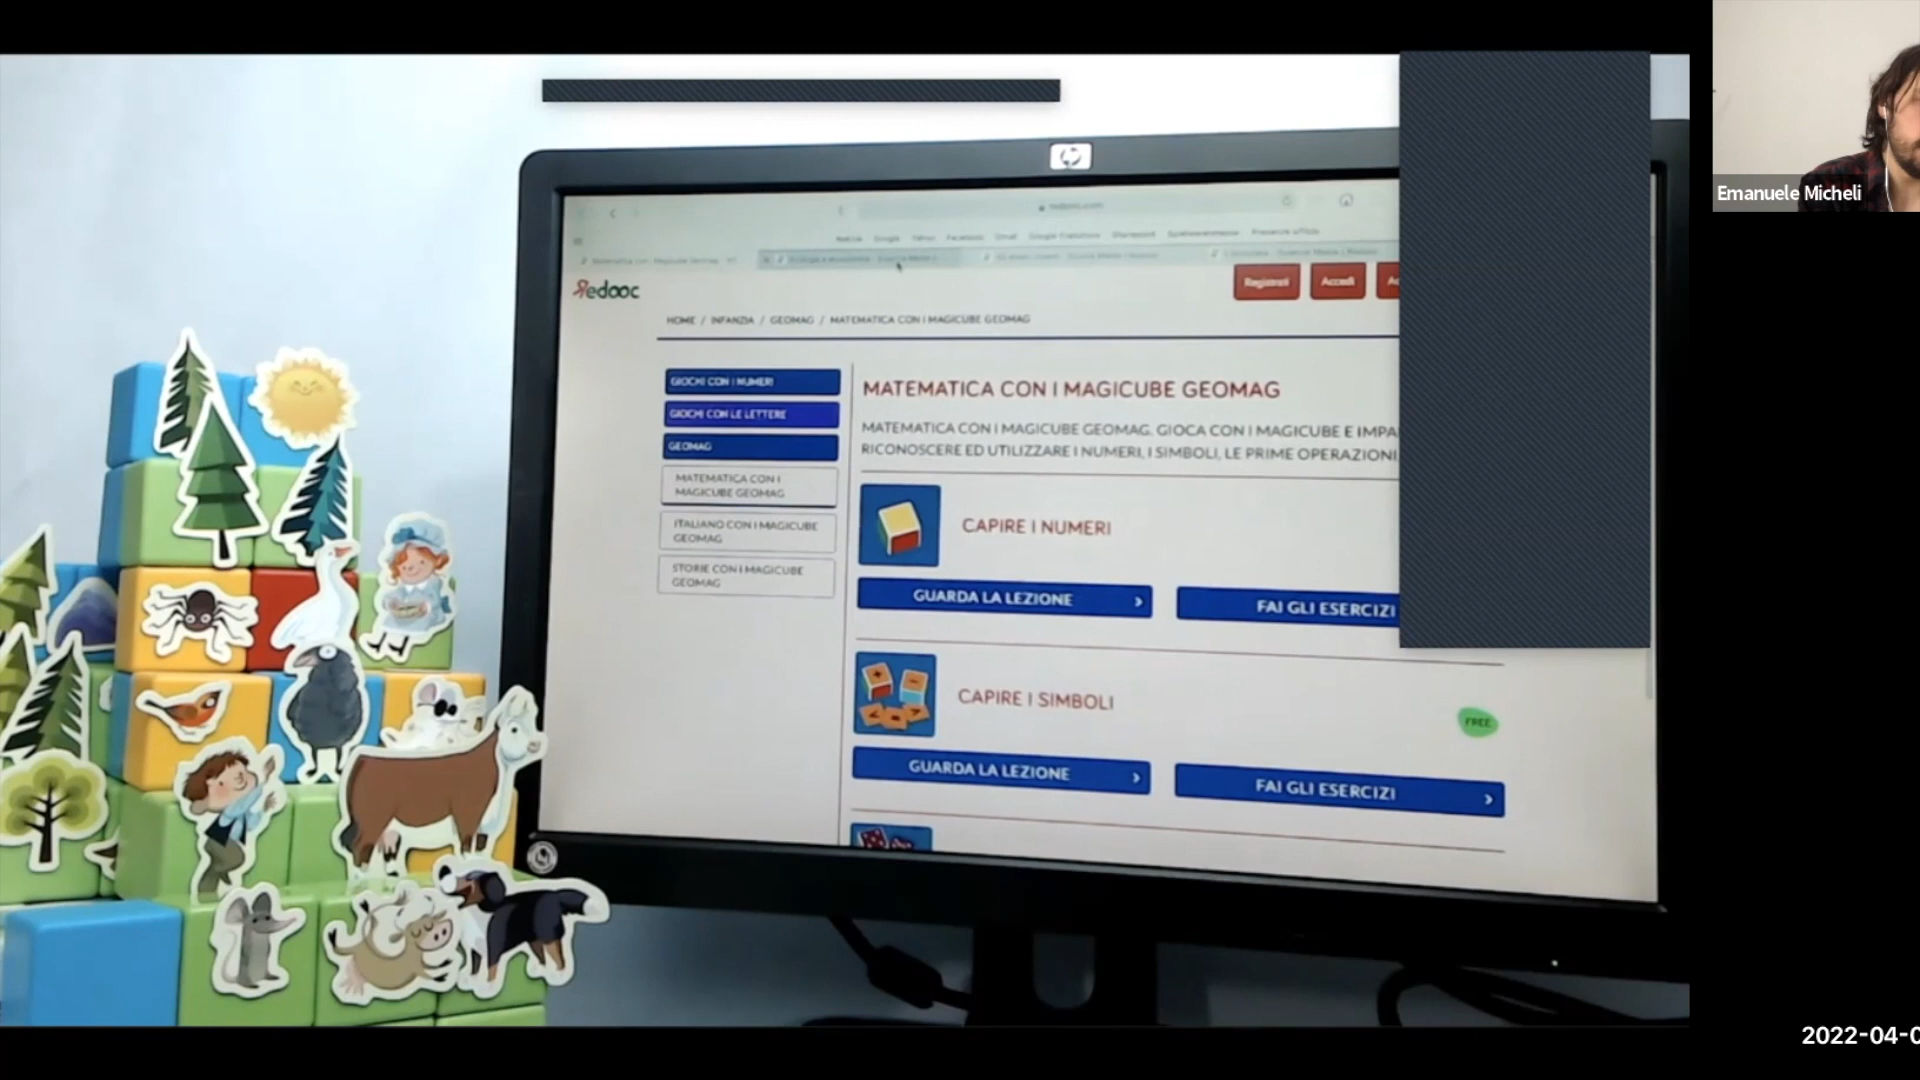 Emanuele Micheli
Redooc
Registrati
Accedi
HOME / INFANZIA / GEOMAG / MATEMATICA CON I MAGICUBE GEOMAG
GIOCHI CON I NUMERI
GIOCHI CON LE LETTERE
GEOMAG
MATEMATICA CON I
MAGICUBE GEOMAG
ITALIANO CON I MAGICUBE
GEOMAG
STORIE CON I MAGICUBE
GEOMAG
MATEMATICA CON I MAGICUBE GEOMAG
MATEMATICA CON I MAGICUBE GEOMAG. GIOCA CON I MAGICUBE E IMPA
RICONOSCERE ED UTILIZZARE I NUMERI, I SIMBOLI, LE PRIME OPERAZIONI
CAPIRE I NUMERI
GUARDA LA LEZIONE
FAI GLI ESERCIZI
CAPIRE I SIMBOLI
FREE
GUARDA LA LEZIONE
FAI GLI ESERCIZI
2022-04-0